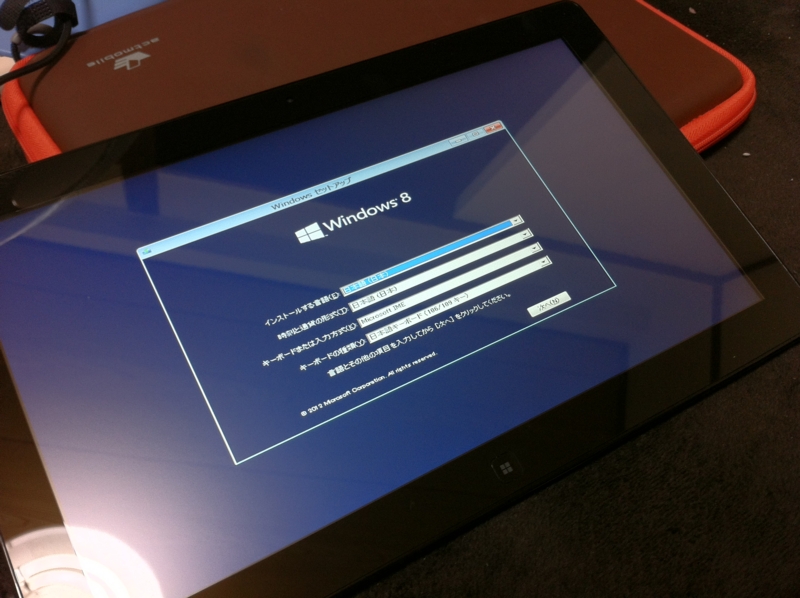 actmobile
Windows セットアップ
Windows 8
インストールする言語(E): 日本語 (日本)
時刻と通貨の形式(T): 日本語 (日本)
キーボードまたは入力方式(K): Microsoft IME
キーボードの種類(Y): 日本語キーボード (106/109 キー)
言語とその他の項目を入力してから [次へ] をクリックしてください。
次へ(N)
© 2012 Microsoft Corporation. All rights reserved.